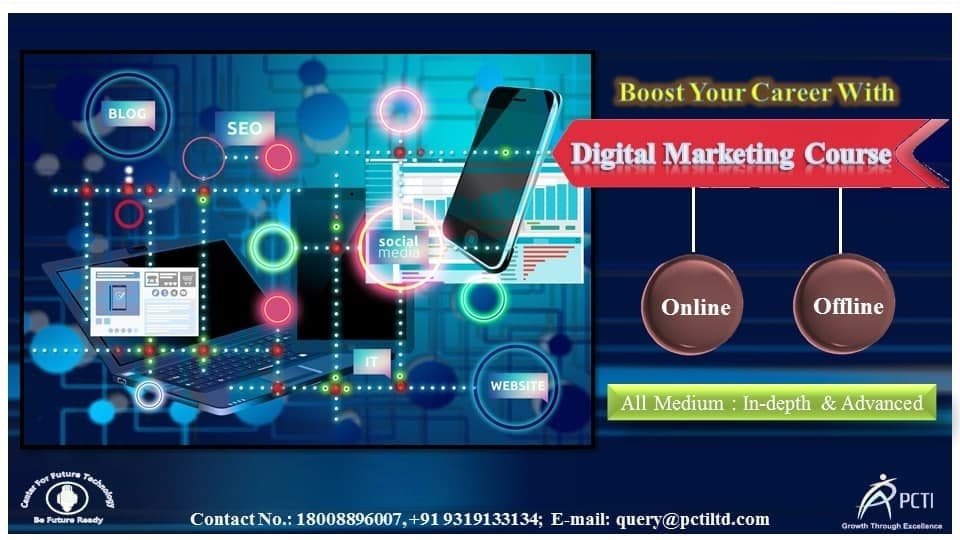 BLOG
SEO
social
media
IT
WEBSITE
Boost Your Career With
Digital Marketing Course
Online
Offline
All Medium : In-depth & Advanced
Center For Future Technology
Be Future Ready
Contact No.: 18008896007, +91 9319133134; E-mail: query@pctiltd.com
PCTI
Growth Through Excellence